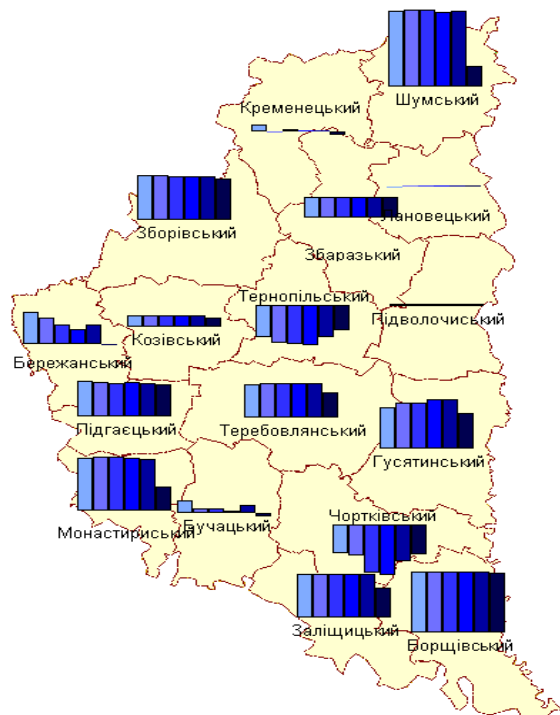 Кременецький
Шумський
Зборівський
Лановецький
Збаразький
Тернопільський
Підволочиський
Козівський
Бережанський
Підгаєцький
Теребовлянський
Гусятинський
Монастириський
Бучацький
Чортківський
Заліщицький
Борщівський